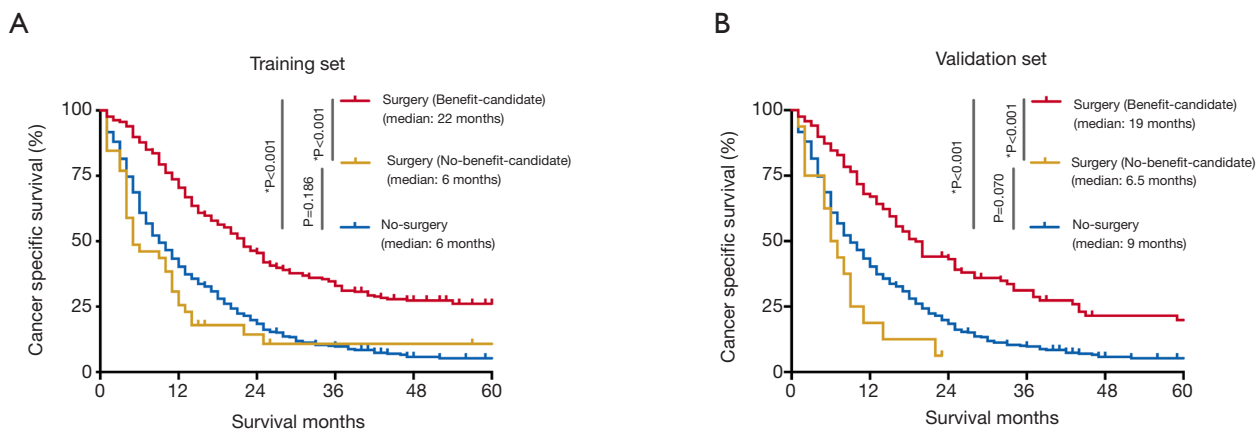 A
Training set
Cancer specific survival (%)
100
75
50
25
0
0 12 24 36 48 60
Survival months
*P<0.001
*P<0.001
P=0.186
Surgery (Benefit-candidate)
(median: 22 months)
Surgery (No-benefit-candidate)
(median: 6 months)
No-surgery
(median: 6 months)
B
Validation set
Cancer specific survival (%)
100
75
50
25
0
0 12 24 36 48 60
Survival months
*P<0.001
*P<0.001
P=0.070
Surgery (Benefit-candidate)
(median: 19 months)
Surgery (No-benefit-candidate)
(median: 6.5 months)
No-surgery
(median: 9 months)